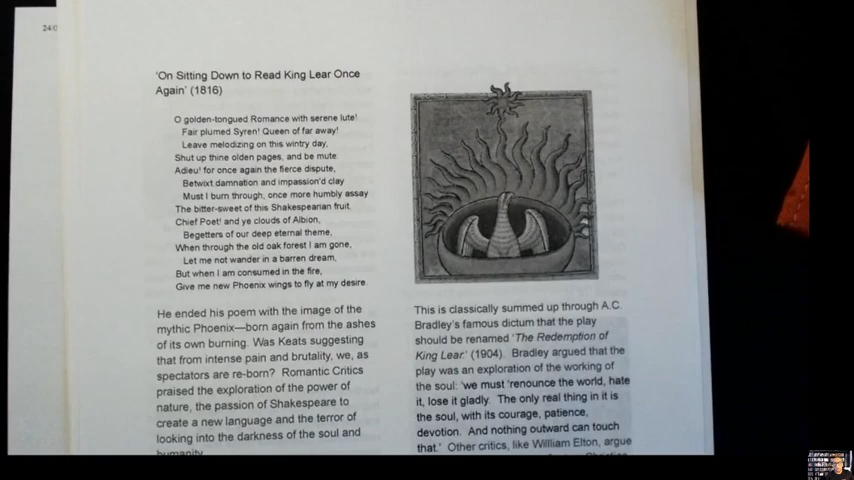 24:0
'On Sitting Down to Read King Lear Once
Again' (1816)
O golden-tongued Romance with serene lute!
Fair plumed Syren! Queen of far away!
Leave melodizing on this wintry day,
Shut up thine olden pages, and be mute:
Adieu! for once again the fierce dispute,
Betwixt damnation and impassion'd clay
Must I burn through, once more humbly assay
The bitter-sweet of this Shakespearian fruit.
Chief Poet! and ye clouds of Albion,
Begetters of our deep eternal theme,
When through the old oak forest I am gone,
Let me not wander in a barren dream,
But when I am consumed in the fire,
Give me new Phoenix wings to fly at my desire.
He ended his poem with the image of the
mythic Phoenix—born again from the ashes
of its own burning. Was Keats suggesting
that from intense pain and brutality, we, as
spectators are re-born? Romantic Critics
praised the exploration of the power of
nature, the passion of Shakespeare to
create a new language and the terror of
looking into the darkness of the soul and
humanity
This is classically summed up through A.C.
Bradley's famous dictum that the play
should be renamed 'The Redemption of
King Lear.' (1904). Bradley argued that the
play was an exploration of the working of
the soul: 'we must 'renounce the world, hate
it, lose it gladly. The only real thing in it is
the soul, with its courage, patience,
devotion. And nothing outward can touch
that.' Other critics, like William Elton, argue